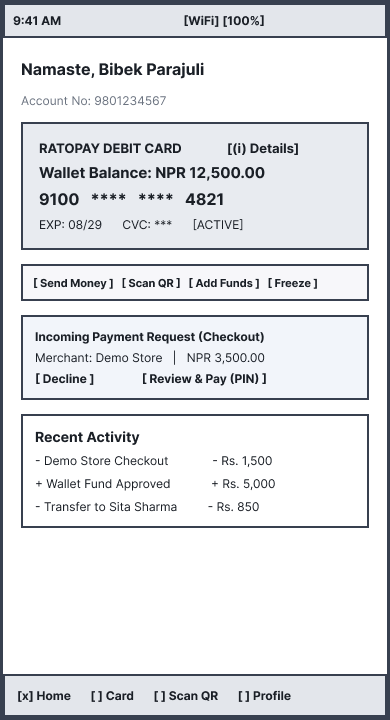 9:41 AM [WiFi] [100%]
Namaste, Bibek Parajuli
Account No: 9801234567
RATOPAY DEBIT CARD [(i) Details]
Wallet Balance: NPR 12,500.00
9100 **** **** 4821
EXP: 08/29 CVC: *** [ACTIVE]
[ Send Money ] [ Scan QR ] [ Add Funds ] [ Freeze ]
Incoming Payment Request (Checkout)
Merchant: Demo Store | NPR 3,500.00
[ Decline ] [ Review & Pay (PIN) ]
Recent Activity
- Demo Store Checkout - Rs. 1,500
+ Wallet Fund Approved + Rs. 5,000
- Transfer to Sita Sharma - Rs. 850
[x] Home [ ] Card [ ] Scan QR [ ] Profile